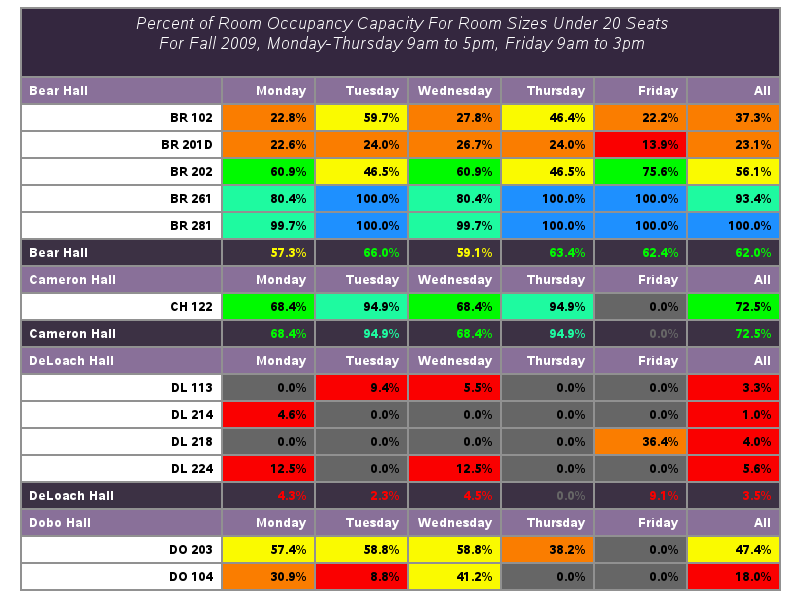 Percent of Room Occupancy Capacity For Room Sizes Under 20 Seats
For Fall 2009, Monday-Thursday 9am to 5pm, Friday 9am to 3pm
Bear Hall Monday Tuesday Wednesday Thursday Friday All
BR 102 22.8% 59.7% 27.8% 46.4% 22.2% 37.3%
BR 201D 22.6% 24.0% 26.7% 24.0% 13.9% 23.1%
BR 202 60.9% 46.5% 60.9% 46.5% 75.6% 56.1%
BR 261 80.4% 100.0% 80.4% 100.0% 100.0% 93.4%
BR 281 99.7% 100.0% 99.7% 100.0% 100.0% 100.0%
Bear Hall 57.3% 66.0% 59.1% 63.4% 62.4% 62.0%
Cameron Hall Monday Tuesday Wednesday Thursday Friday All
CH 122 68.4% 94.9% 68.4% 94.9% 0.0% 72.5%
Cameron Hall 68.4% 94.9% 68.4% 94.9% 0.0% 72.5%
DeLoach Hall Monday Tuesday Wednesday Thursday Friday All
DL 113 0.0% 9.4% 5.5% 0.0% 0.0% 3.3%
DL 214 4.6% 0.0% 0.0% 0.0% 0.0% 1.0%
DL 218 0.0% 0.0% 0.0% 0.0% 36.4% 4.0%
DL 224 12.5% 0.0% 12.5% 0.0% 0.0% 5.6%
DeLoach Hall 4.3% 2.3% 4.5% 0.0% 9.1% 3.5%
Dobo Hall Monday Tuesday Wednesday Thursday Friday All
DO 203 57.4% 58.8% 58.8% 38.2% 0.0% 47.4%
DO 104 30.9% 8.8% 41.2% 0.0% 0.0% 18.0%